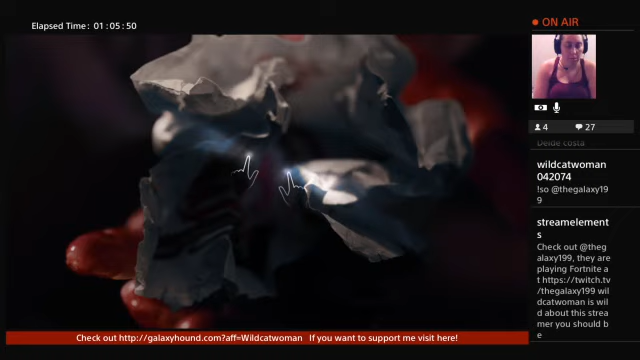 Elapsed Time: 01:05:50
ON AIR
4
27
Deide costa
wildcatwoman
042074
!so @thegalaxy19
9
streamelement
s
Check out @theg
alaxy199, they are
playing Fortnite a
t https://twitch.tv
/thegalaxy199 wil
dcatwoman is wil
d about this strea
mer you should b
e
Check out http://galaxyhound.com?aff=Wildcatwoman If you want to support me visit here!